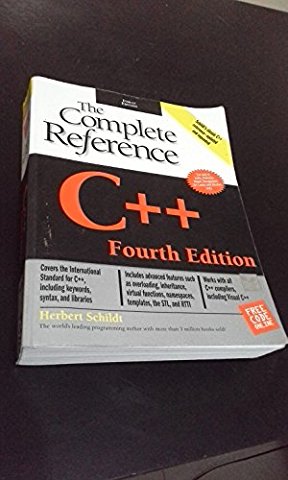 The
Complete
Reference
C++
Fourth Edition
Covers the International
Standard for C++,
including keywords,
syntax, and libraries
Includes advanced features such
as overloading, inheritance,
virtual functions, namespaces,
templates, the STL, and RTTI
Works with all
C++ compilers,
including Visual C++
Herbert Schildt
The world's leading programming author with more than 3 million books sold!
FREE
CODE
ONLINE